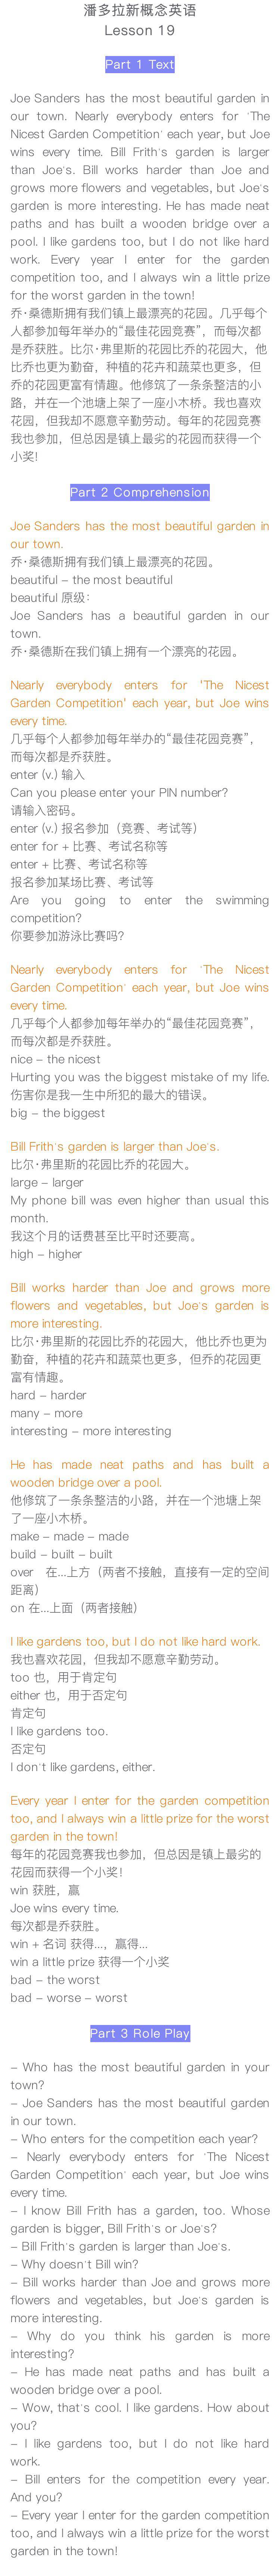 潘多拉新概念英语
Lesson 19
Part 1 Text
Joe Sanders has the most beautiful garden in
our town. Nearly everybody enters for 'The
Nicest Garden Competition' each year, but Joe
wins every time. Bill Frith's garden is larger
than Joe's. Bill works harder than Joe and
grows more flowers and vegetables, but Joe's
garden is more interesting. He has made neat
paths and has built a wooden bridge over a
pool. I like gardens too, but I do not like hard
work. Every year I enter for the garden
competition too, and I always win a little prize
for the worst garden in the town!
乔·桑德斯拥有我们镇上最漂亮的花园。几乎每个
人都参加每年举办的“最佳花园竞赛”，而每次都
是乔获胜。比尔·弗里斯的花园比乔的花园大，他
比乔也更为勤奋，种植的花卉和蔬菜也更多，但
乔的花园更富有情趣。他修筑了一条条整洁的小
路，并在一个池塘上架了一座小木桥。我也喜欢
花园，但我却不愿意辛勤劳动。每年的花园竞赛
我也参加，但总因是镇上最劣的花园而获得一个
小奖!
Part 2 Comprehension
Joe Sanders has the most beautiful garden in
our town.
乔·桑德斯拥有我们镇上最漂亮的花园。
beautiful - the most beautiful
beautiful 原级：
Joe Sanders has a beautiful garden in our
town.
乔·桑德斯在我们镇上拥有一个漂亮的花园。
Nearly everybody enters for 'The Nicest
Garden Competition' each year, but Joe wins
every time.
几乎每个人都参加每年举办的“最佳花园竞赛”，
而每次都是乔获胜。
enter (v.) 输入
Can you please enter your PIN number?
请输入密码。
enter (v.) 报名参加（竞赛、考试等）
enter for + 比赛、考试名称等
enter + 比赛、考试名称等
报名参加某场比赛、考试等
Are you going to enter the swimming
competition?
你要参加游泳比赛吗?
Nearly everybody enters for 'The Nicest
Garden Competition' each year, but Joe wins
every time.
几乎每个人都参加每年举办的“最佳花园竞赛”，
而每次都是乔获胜。
nice - the nicest
Hurting you was the biggest mistake of my life.
伤害你是我一生中所犯的最大的错误。
big - the biggest
Bill Frith's garden is larger than Joe's.
比尔·弗里斯的花园比乔的花园大。
large - larger
My phone bill was even higher than usual this
month.
我这个月的话费甚至比平时还要高。
high - higher
Bill works harder than Joe and grows more
flowers and vegetables, but Joe's garden is
more interesting.
比尔·弗里斯的花园比乔的花园大，他比乔也更为
勤奋，种植的花卉和蔬菜也更多，但乔的花园更
富有情趣。
hard - harder
many - more
interesting - more interesting
He has made neat paths and has built a
wooden bridge over a pool.
他修筑了一条条整洁的小路，并在一个池塘上架
了一座小木桥。
make - made - made
build - built - built
over 在...上方（两者不接触，直接有一定的空间
距离）
on 在...上面（两者接触）
I like gardens too, but I do not like hard work.
我也喜欢花园，但我却不愿意辛勤劳动。
too 也，用于肯定句
either 也，用于否定句
肯定句
I like gardens too.
否定句
I don't like gardens, either.
Every year I enter for the garden competition
too, and I always win a little prize for the worst
garden in the town!
每年的花园竞赛我也参加，但总因是镇上最劣的
花园而获得一个小奖!
win 获胜，赢
Joe wins every time.
每次都是乔获胜。
win + 名词 获得...，赢得...
win a little prize 获得一个小奖
bad - the worst
bad - worse - worst
Part 3 Role Play
- Who has the most beautiful garden in your
town?
- Joe Sanders has the most beautiful garden
in our town.
- Who enters for the competition each year?
- Nearly everybody enters for 'The Nicest
Garden Competition' each year, but Joe wins
every time.
- I know Bill Frith has a garden, too. Whose
garden is bigger, Bill Frith's or Joe's?
- Bill Frith's garden is larger than Joe's.
- Why doesn't Bill win?
- Bill works harder than Joe and grows more
flowers and vegetables, but Joe's garden is
more interesting.
- Why do you think his garden is more
interesting?
- He has made neat paths and has built a
wooden bridge over a pool.
- Wow, that's cool. I like gardens. How about
you?
- I like gardens too, but I do not like hard
work.
- Bill enters for the competition every year.
And you?
- Every year I enter for the garden competition
too, and I always win a little prize for the worst
garden in the town!